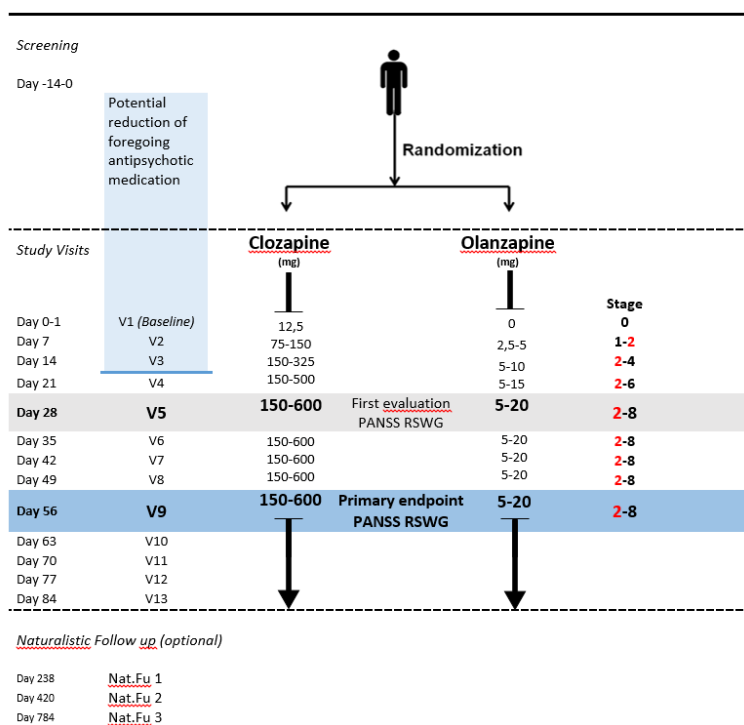 Screening
Day -14-0
Potential
reduction of
foregoing
antipsychotic
medication
Randomization
Study Visits
Clozapine Olanzapine
(mg) (mg)
Stage
Day 0-1 V1 (Baseline) 12,5 0 0
Day 7 V2 75-150 2,5-5 1-2
Day 14 V3 150-325 5-10 2-4
Day 21 V4 150-500 5-15 2-6
Day 28 V5 150-600 First evaluation 5-20 2-8
PANSS RSWG
Day 35 V6 150-600 5-20 2-8
Day 42 V7 150-600 5-20 2-8
Day 49 V8 150-600 5-20 2-8
Day 56 V9 150-600 Primary endpoint 5-20 2-8
PANSS RSWG
Day 63 V10
Day 70 V11
Day 77 V12
Day 84 V13
Naturalistic Follow up (optional)
Day 238 Nat.Fu 1
Day 420 Nat.Fu 2
Day 784 Nat.Fu 3